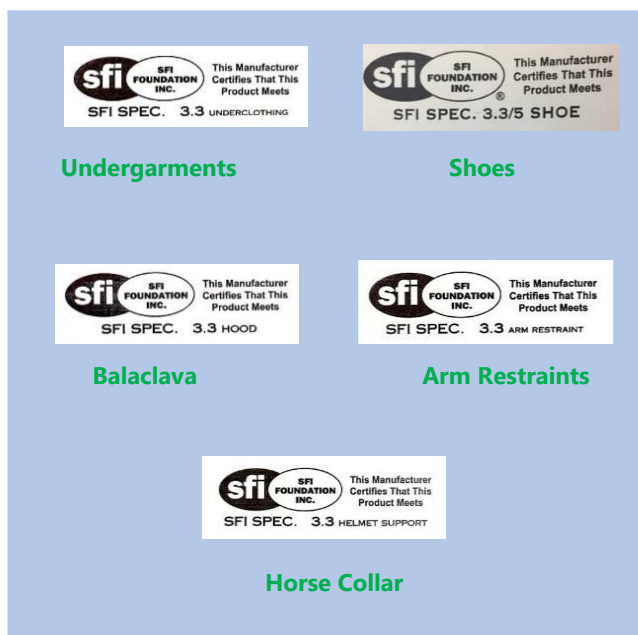 sfi
SFI
FOUNDATION
INC.
This Manufacturer
Certifies That This
Product Meets
SFI SPEC. 3.3 UNDERCLOTHING
Undergarments
sfi
SFI
FOUNDATION
INC.
®
This Manufacturer
Certifies That This
Product Meets
SFI SPEC. 3.3/5 SHOE
Shoes
sfi
SFI
FOUNDATION
INC.
This Manufacturer
Certifies That This
Product Meets
SFI SPEC. 3.3 HOOD
Balaclava
sfi
SFI
FOUNDATION
INC.
This Manufacturer
Certifies That This
Product Meets
SFI SPEC. 3.3 ARM RESTRAINT
Arm Restraints
sfi
SFI
FOUNDATION
INC.
This Manufacturer
Certifies That This
Product Meets
SFI SPEC. 3.3 HELMET SUPPORT
Horse Collar